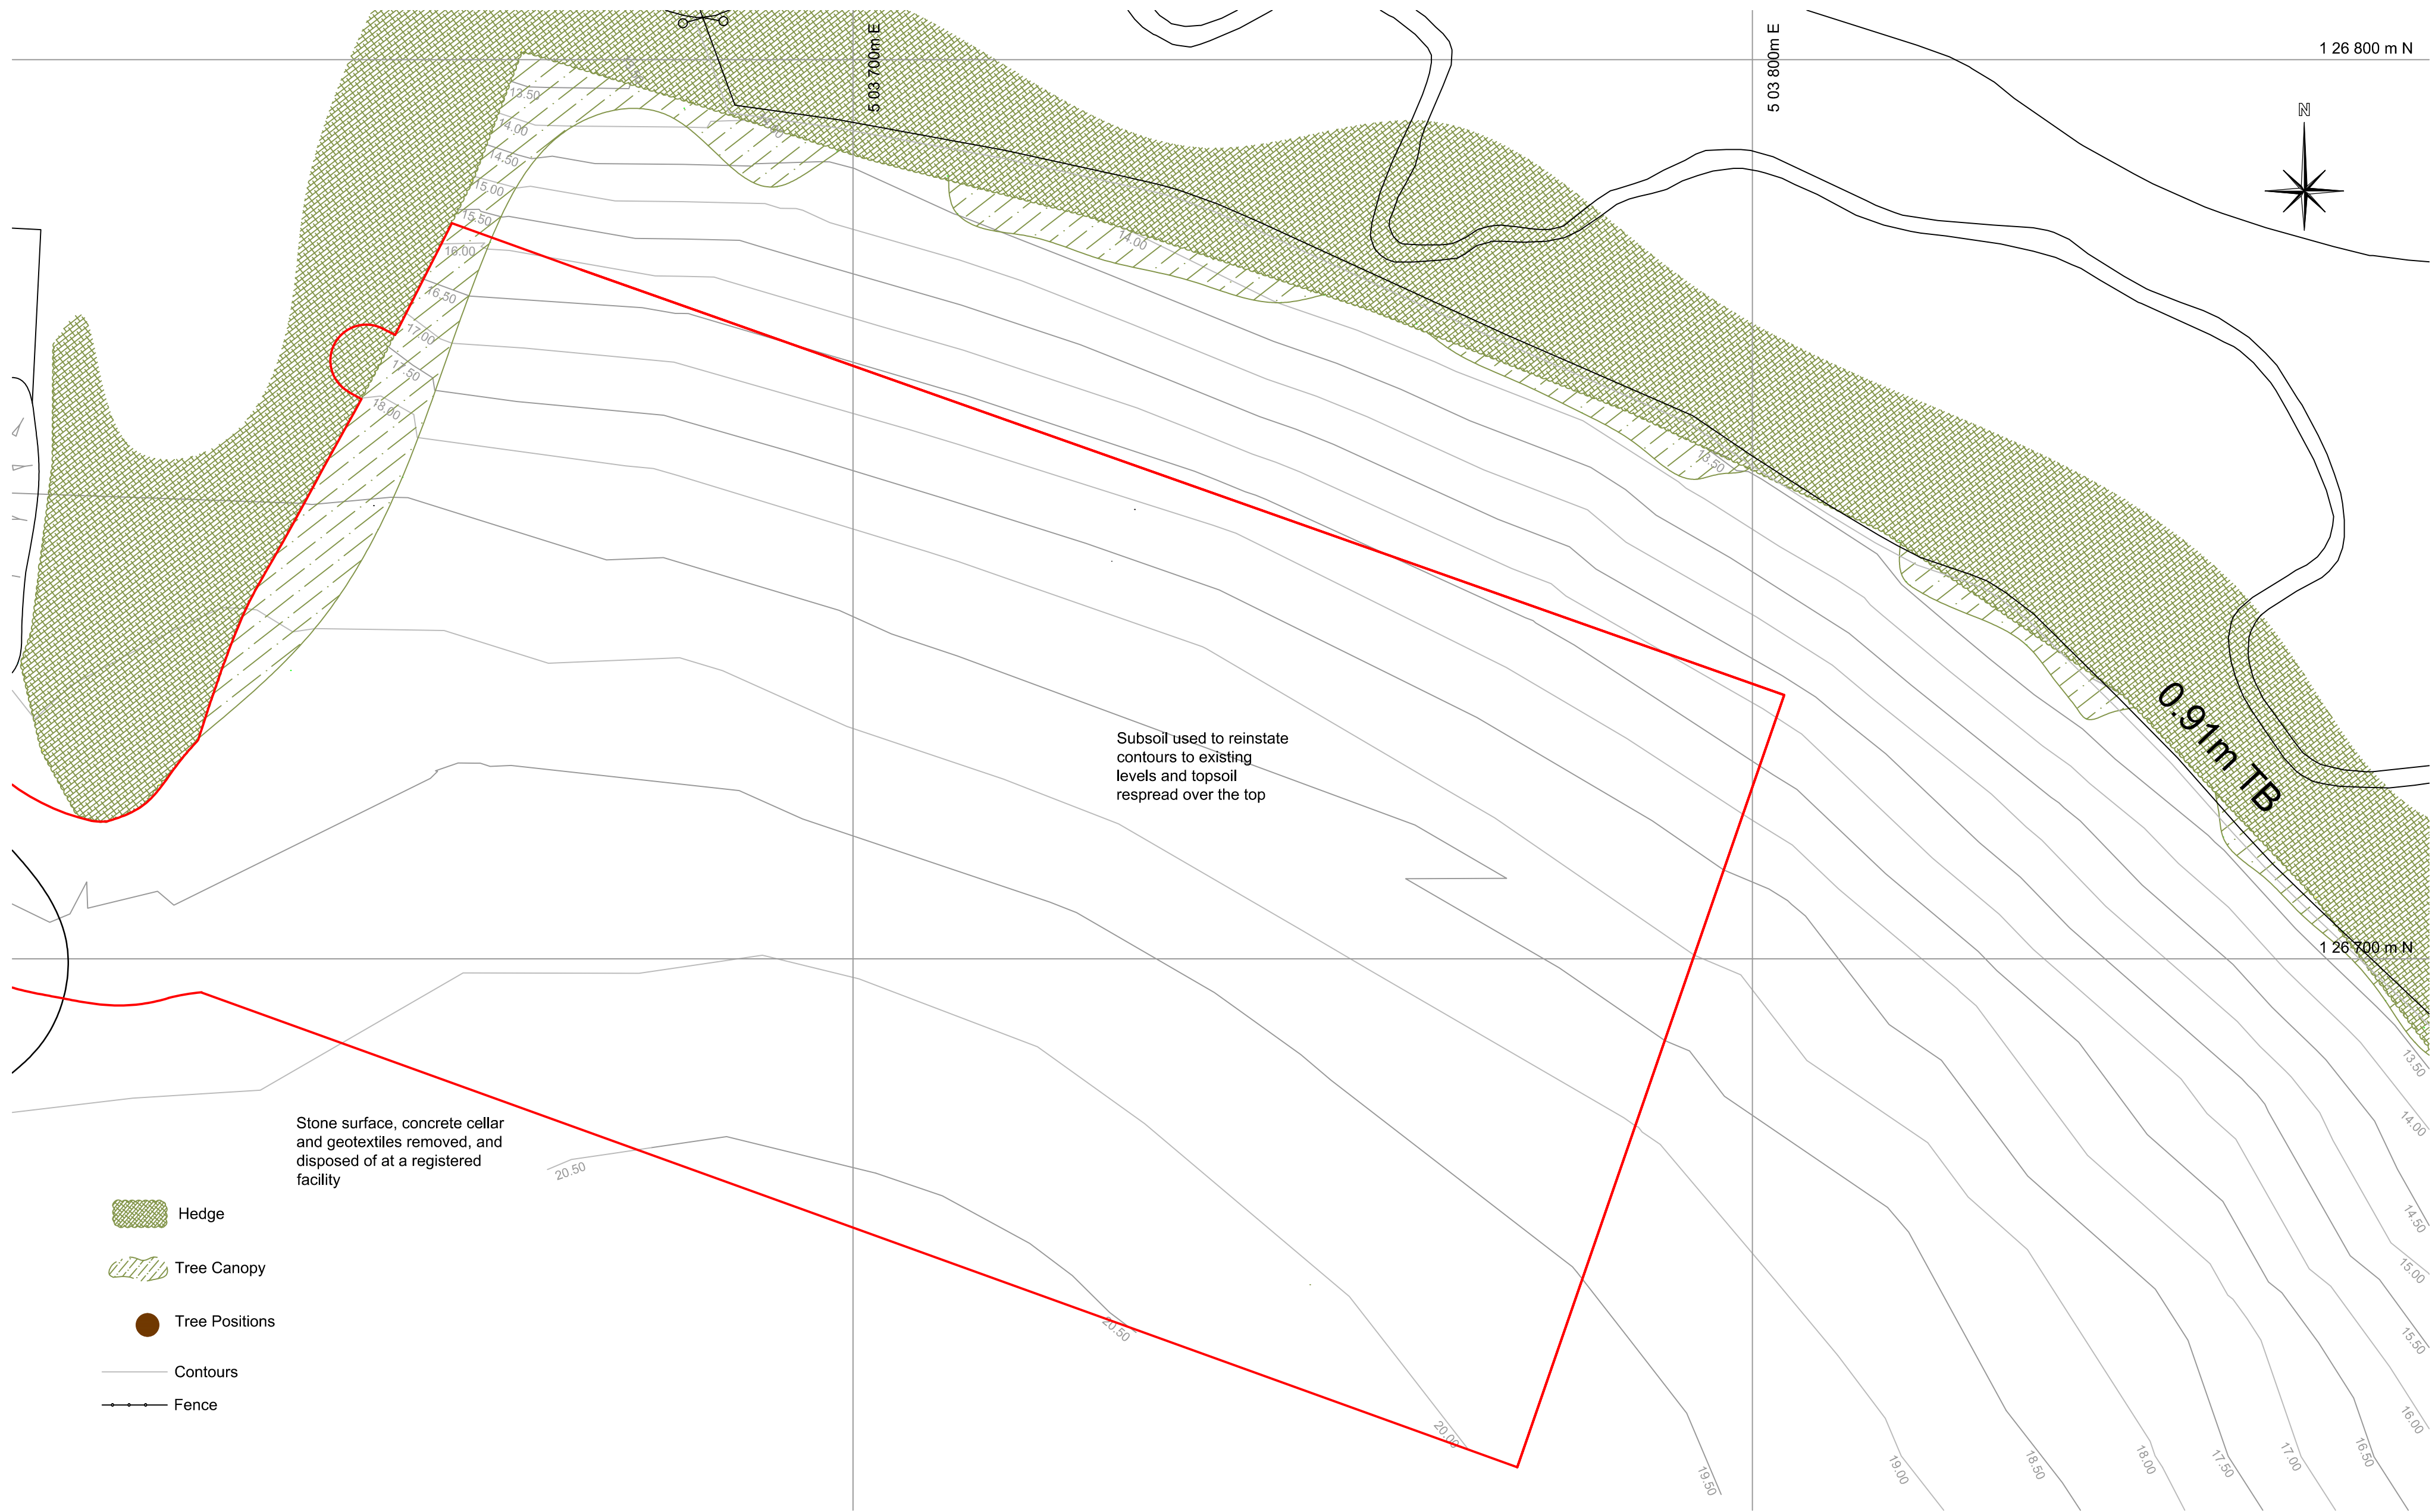 5 03 700m E
5 03 800m E
1 26 800 m N
N
13.50
14.00
14.50
15.00
15.50
16.00
16.50
17.00
17.50
18.00
14.00
13.50
0.91m TB
Subsoil used to reinstate
contours to existing
levels and topsoil
respread over the top
1 26 700 m N
Stone surface, concrete cellar
and geotextiles removed, and
disposed of at a registered
facility
20.50
20.50
20.00
19.50
19.00
18.50
18.00
17.50
17.00
16.50
16.00
15.50
15.00
14.50
14.00
13.50
Hedge
Tree Canopy
Tree Positions
Contours
Fence